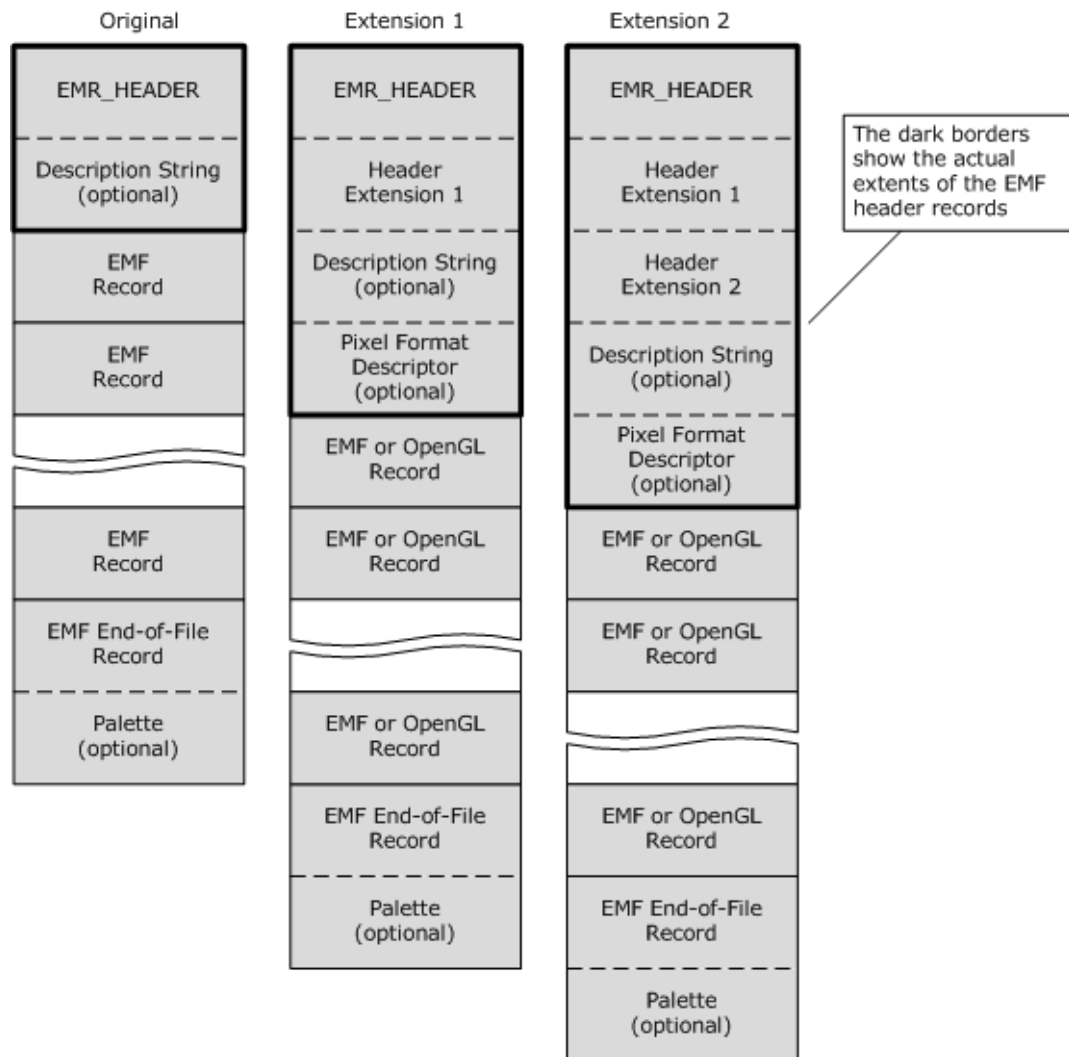 Original
EMR_HEADER
Description String
(optional)
EMF
Record
EMF
Record
EMF
Record
EMF End-of-File
Record
Palette
(optional)
Extension 1
EMR_HEADER
Header
Extension 1
Description String
(optional)
Pixel Format
Descriptor
(optional)
EMF or OpenGL
Record
EMF or OpenGL
Record
EMF or OpenGL
Record
EMF End-of-File
Record
Palette
(optional)
Extension 2
EMR_HEADER
Header
Extension 1
Header
Extension 2
Description String
(optional)
Pixel Format
Descriptor
(optional)
EMF or OpenGL
Record
EMF or OpenGL
Record
EMF or OpenGL
Record
EMF End-of-File
Record
Palette
(optional)
The dark borders
show the actual
extents of the EMF
header records